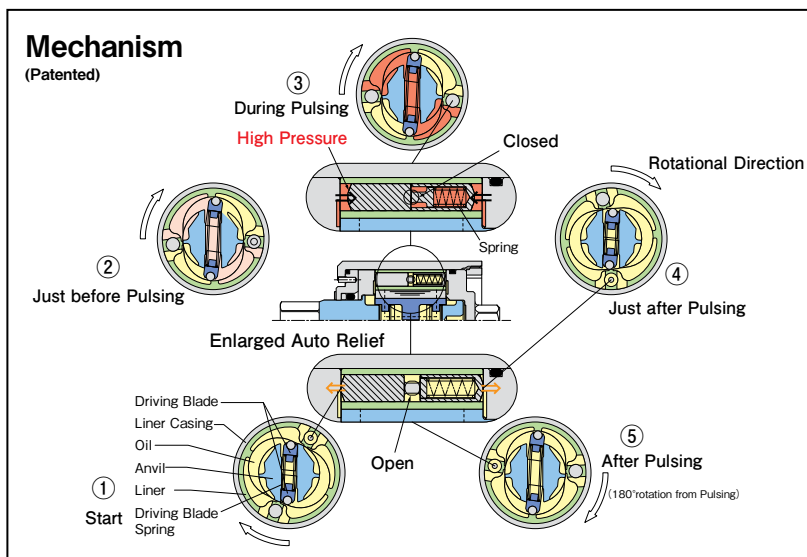 Mechanism
(Patented)
③
During Pulsing
High Pressure
Closed
Rotational Direction
Spring
②
Just before Pulsing
④
Just after Pulsing
Enlarged Auto Relief
Driving Blade
Liner Casing
Oil
Anvil
Liner
Driving Blade
Spring
①
Start
Open
⑤
After Pulsing
(180°rotation from Pulsing)